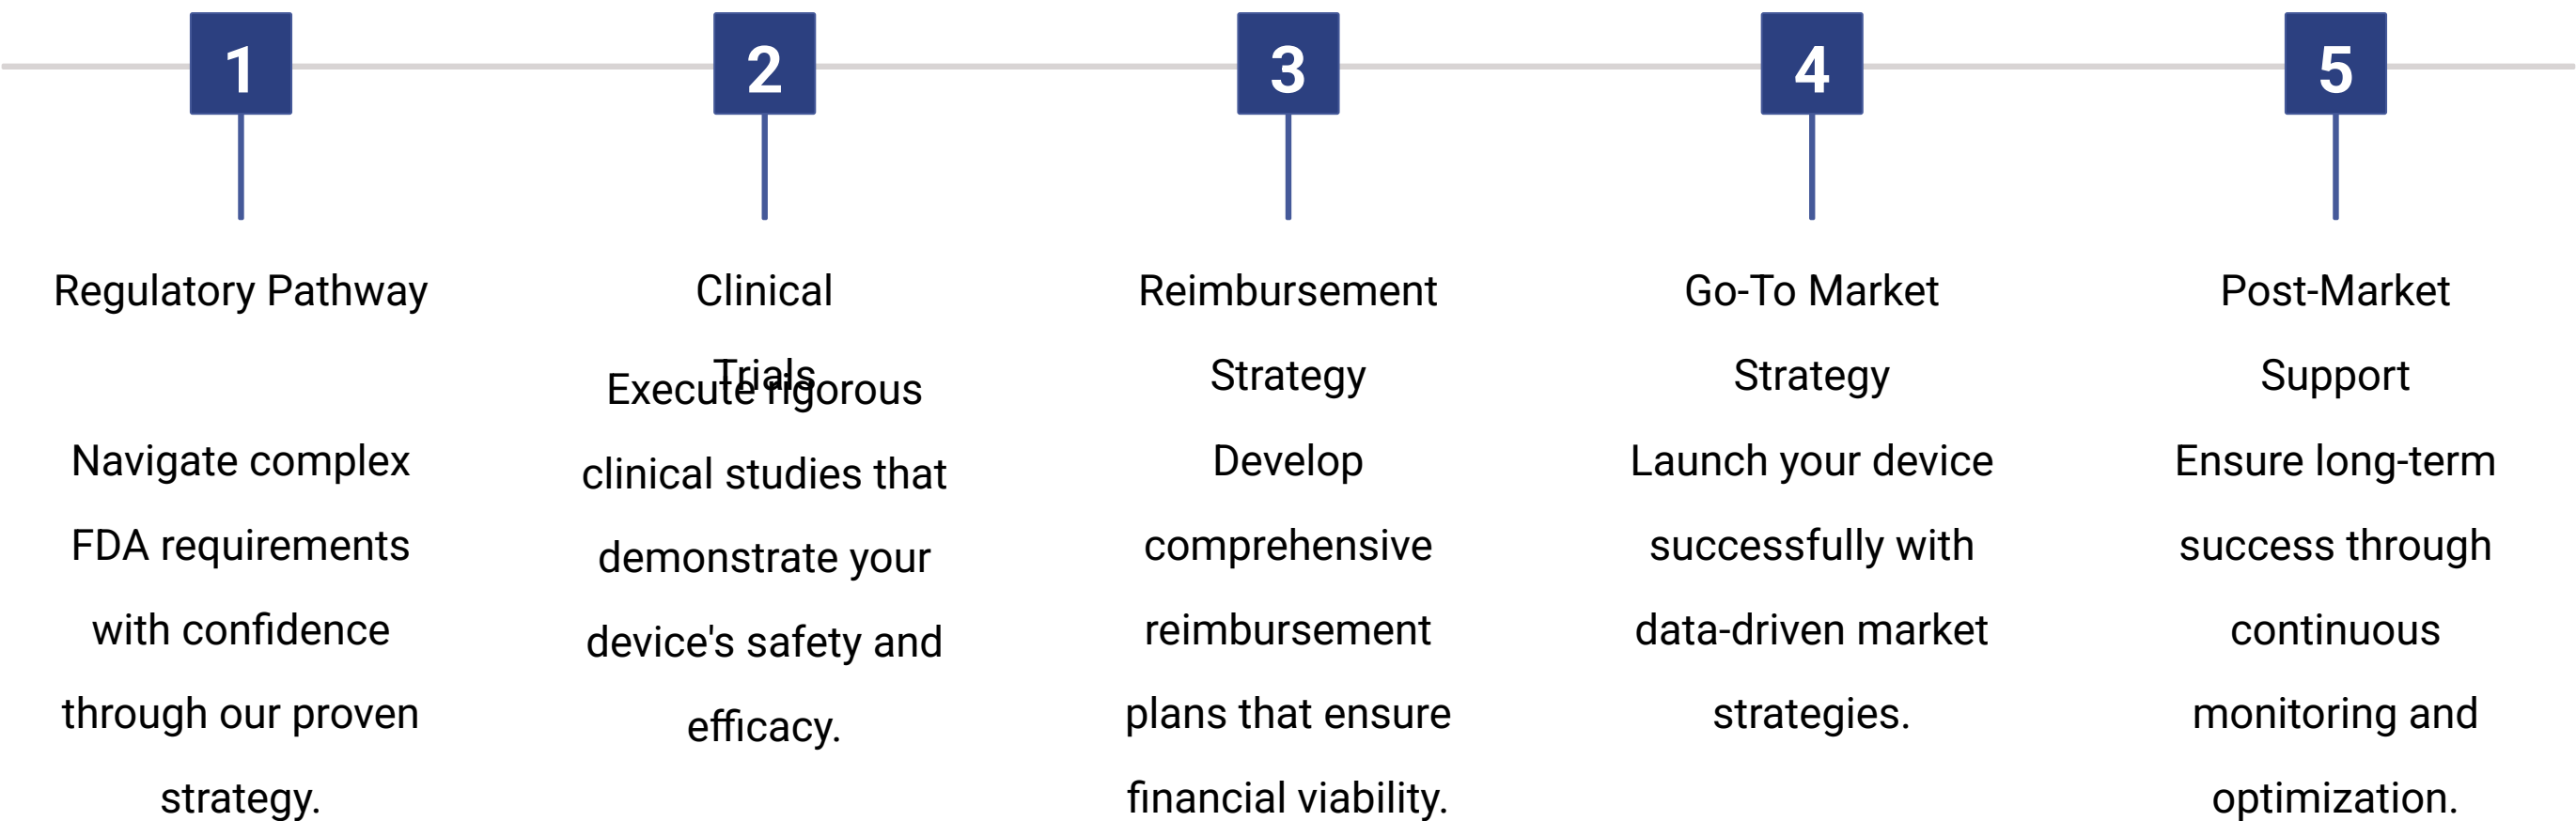 1
Regulatory Pathway
Navigate complex
FDA requirements
with confidence
through our proven
strategy.
2
Clinical
Trials
Execute rigorous
clinical studies that
demonstrate your
device's safety and
efficacy.
3
Reimbursement
Strategy
Develop
comprehensive
reimbursement
plans that ensure
financial viability.
4
Go-To Market
Strategy
Launch your device
successfully with
data-driven market
strategies.
5
Post-Market
Support
Ensure long-term
success through
continuous
monitoring and
optimization.